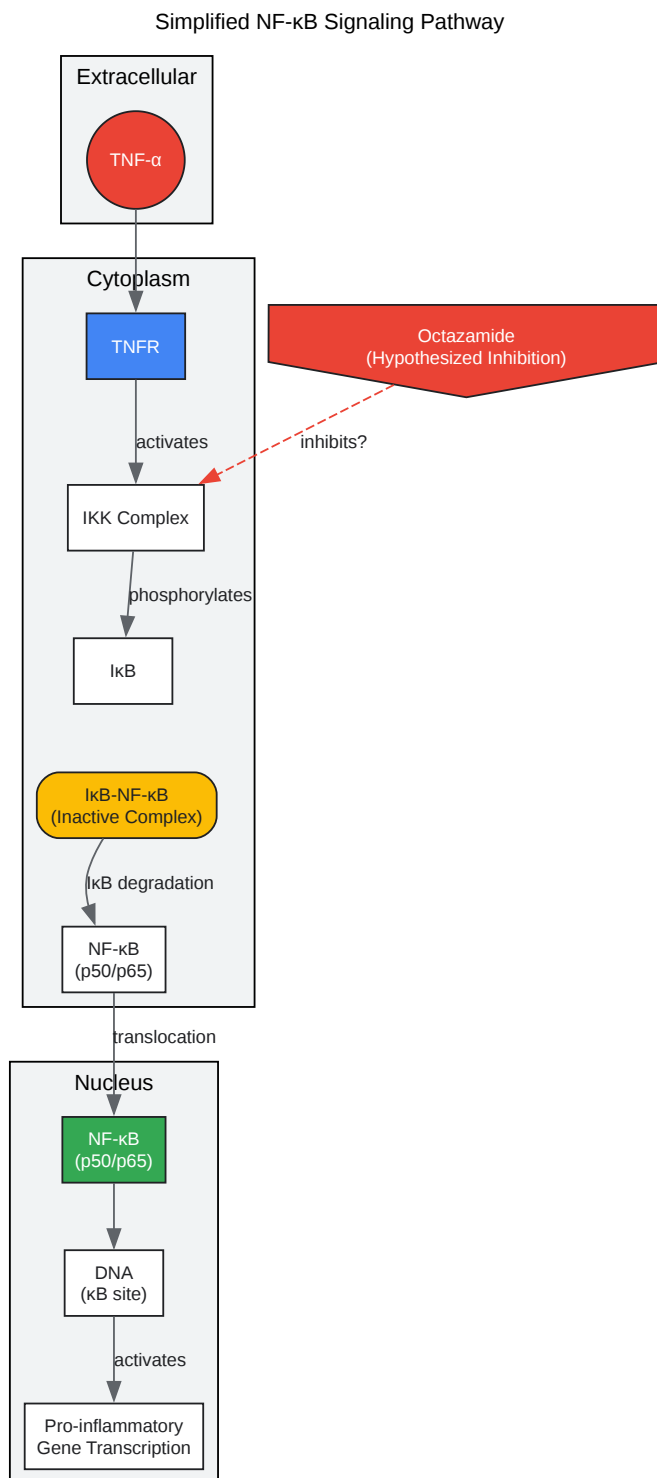 Simplified NF-κB Signaling Pathway
Extracellular
TNF-α
Cytoplasm
TNFR
Octazamide
(Hypothesized Inhibition)
activates
inhibits?
IKK Complex
phosphorylates
IκB
IκB-NF-κB
(Inactive Complex)
IκB degradation
NF-κB
(p50/p65)
translocation
Nucleus
NF-κB
(p50/p65)
DNA
(κB site)
activates
Pro-inflammatory
Gene Transcription